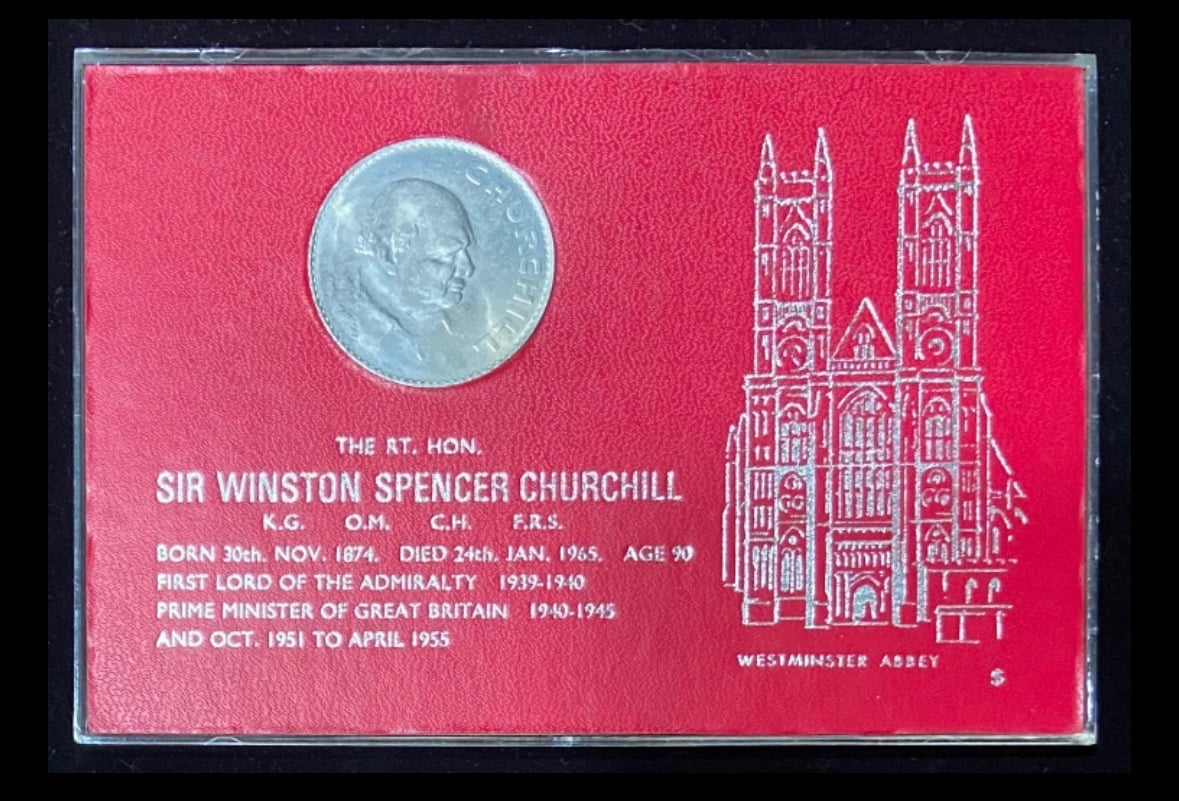 CHURCHILL
THE RT. HON.
SIR WINSTON SPENCER CHURCHILL
K.G. O.M. C.H. F.R.S.
BORN 30th. NOV. 1874. DIED 24th. JAN. 1965. AGE 90
FIRST LORD OF THE ADMIRALTY 1939-1940
PRIME MINISTER OF GREAT BRITAIN 1940-1945
AND OCT. 1951 TO APRIL 1955
WESTMINSTER ABBEY
S